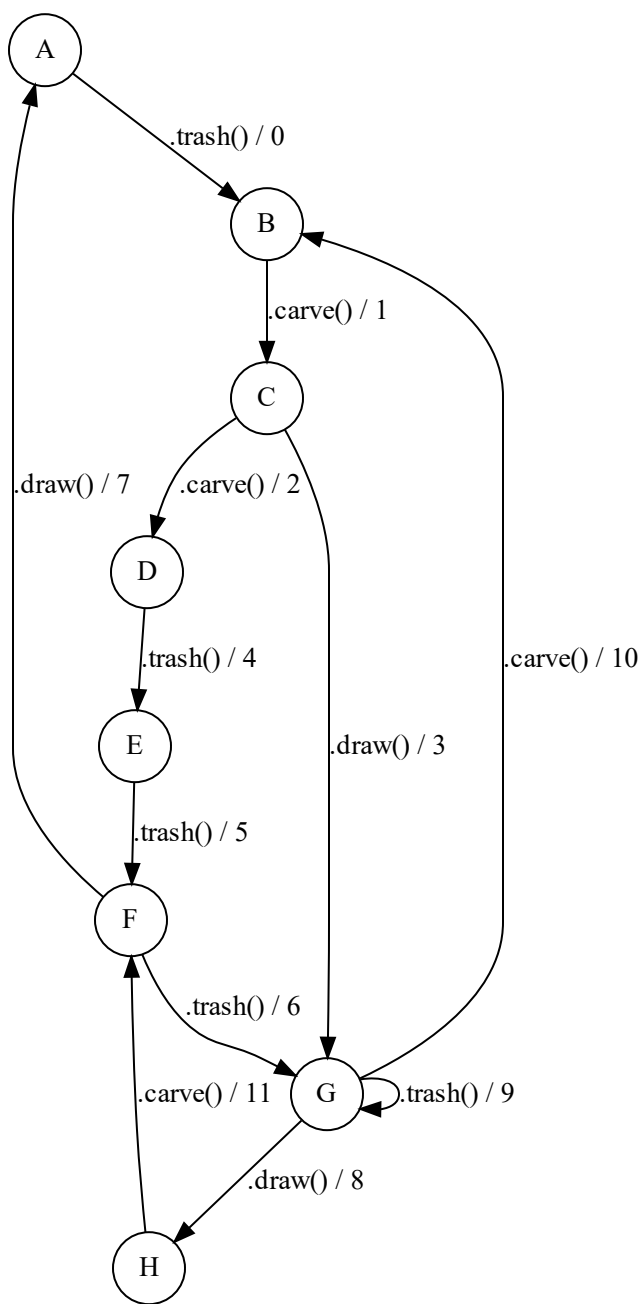 A
.trash() / 0
B
.carve() / 1
C
.draw() / 7
.carve() / 2
D
.trash() / 4
.carve() / 10
E
.draw() / 3
.trash() / 5
F
.trash() / 6
.carve() / 11
G
.trash() / 9
.draw() / 8
H